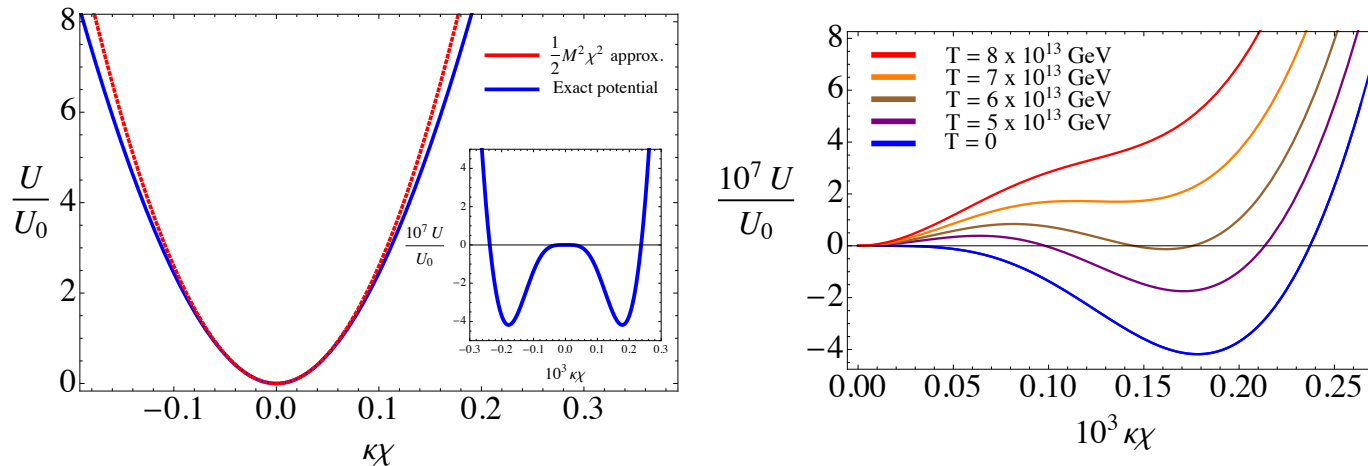 8
6
4
2
0
U
U₀
−0.1
0.0
0.1
0.2
0.3
κχ
1/2 M²χ² approx.
Exact potential
4
2
0
−2
−4
10⁷ U
U₀
−0.3
−0.2
−0.1
0.0
0.1
0.2
0.3
10³ κχ
8
6
4
2
0
−2
−4
10⁷ U
U₀
T = 8 x 10¹³ GeV
T = 7 x 10¹³ GeV
T = 6 x 10¹³ GeV
T = 5 x 10¹³ GeV
T = 0
0.00
0.05
0.10
0.15
0.20
0.25
10³ κχ